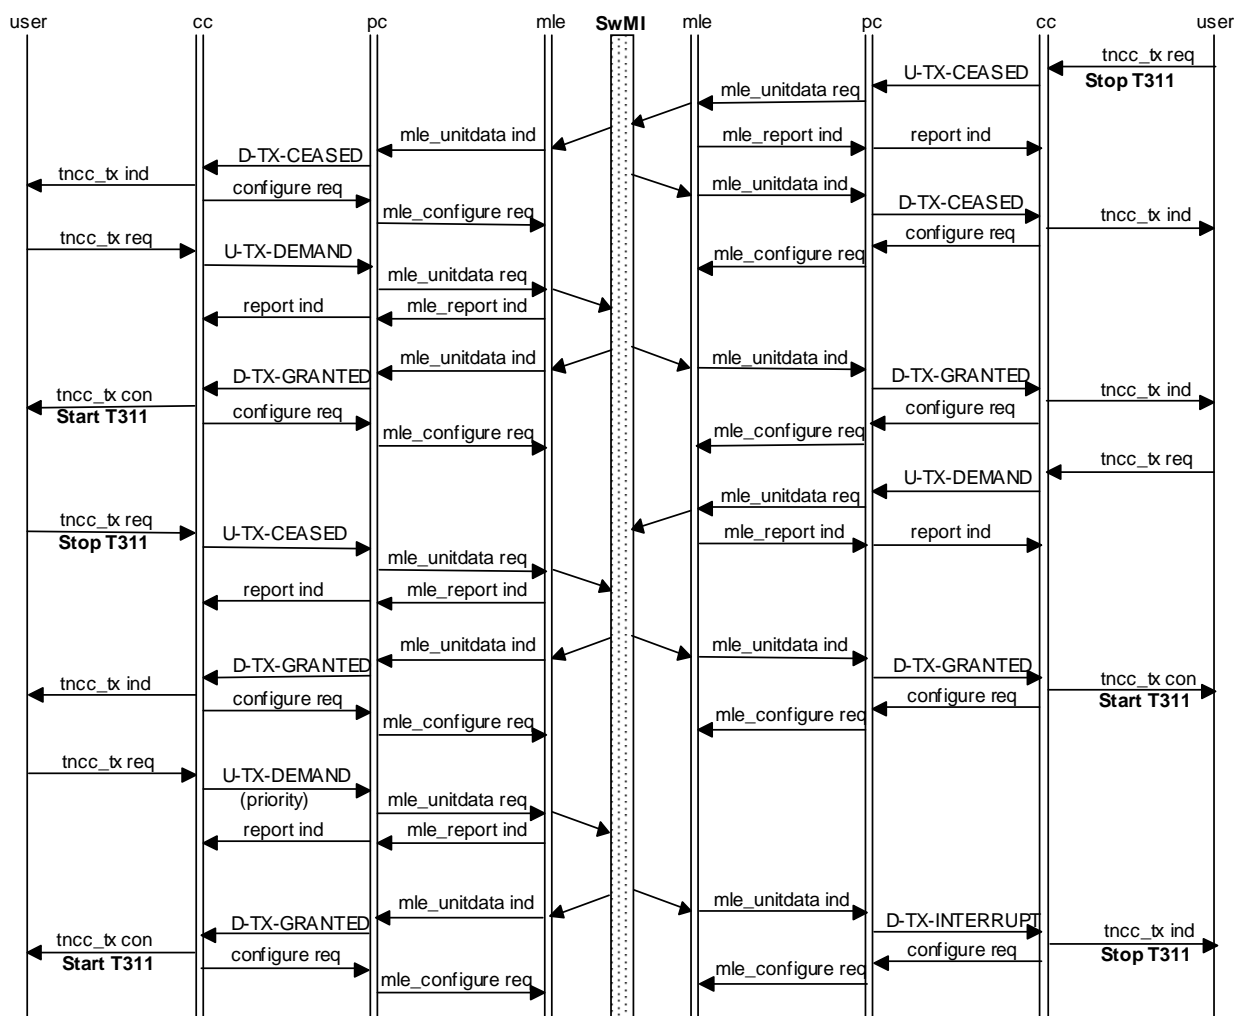 user cc pc mle SwMI mle pc cc user
tncc_tx req
U-TX-CEASED
Stop T311
mle_unitdata req
mle_unitdata ind
mle_report ind
report ind
D-TX-CEASED
tncc_tx ind
configure req
mle_unitdata ind
D-TX-CEASED
mle_configure req
tncc_tx ind
configure req
tncc_tx req
U-TX-DEMAND
mle_configure req
mle_unitdata req
report ind
mle_report ind
mle_unitdata ind
mle_unitdata ind
D-TX-GRANTED
D-TX-GRANTED
tncc_tx con
tncc_tx ind
Start T311
configure req
configure req
mle_configure req
mle_configure req
tncc_tx req
U-TX-DEMAND
mle_unitdata req
tncc_tx req
Stop T311
U-TX-CEASED
mle_report ind
report ind
mle_unitdata req
report ind
mle_report ind
mle_unitdata ind
mle_unitdata ind
D-TX-GRANTED
D-TX-GRANTED
tncc_tx ind
tncc_tx con
configure req
configure req
Start T311
mle_configure req
mle_configure req
tncc_tx req
U-TX-DEMAND
(priority)
mle_unitdata req
report ind
mle_report ind
mle_unitdata ind
mle_unitdata ind
D-TX-GRANTED
D-TX-INTERRUPT
tncc_tx con
tncc_tx ind
Start T311
configure req
configure req
Stop T311
mle_configure req
mle_configure req